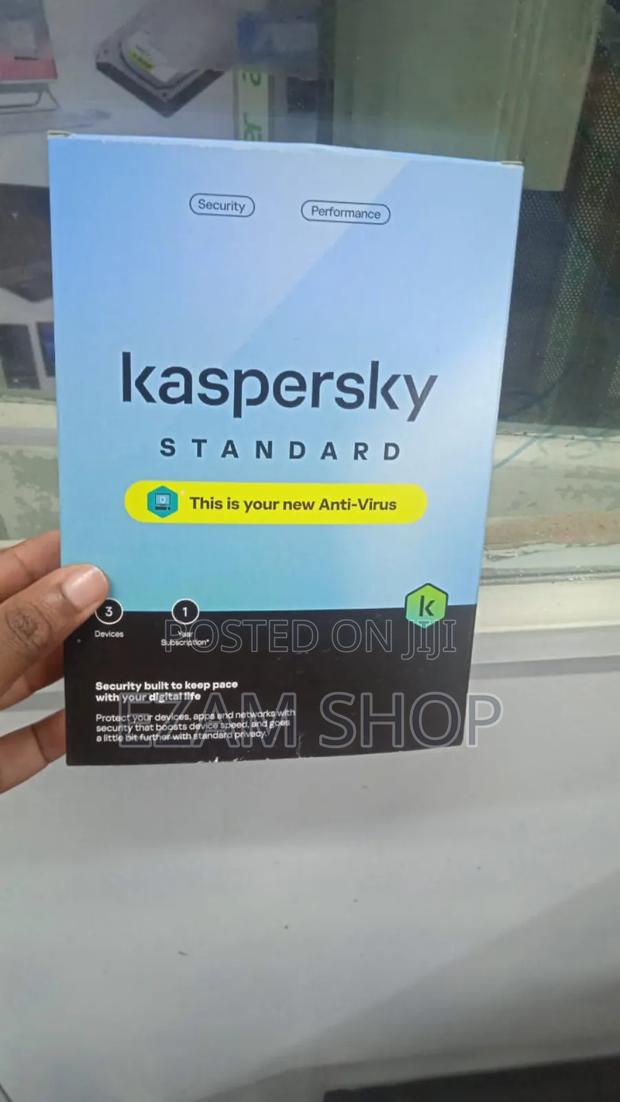 Security
Performance
kaspersky
STANDARD
This is your new Anti-Virus
3
Devices
1
Year
Subscription*
k
POSTED ON JIJI
Security built to keep pace
with your digital life
EZAM SHOP
Protect your devices, apps and networks with
security that boosts device speed, and goes
a little bit further with standard privacy.